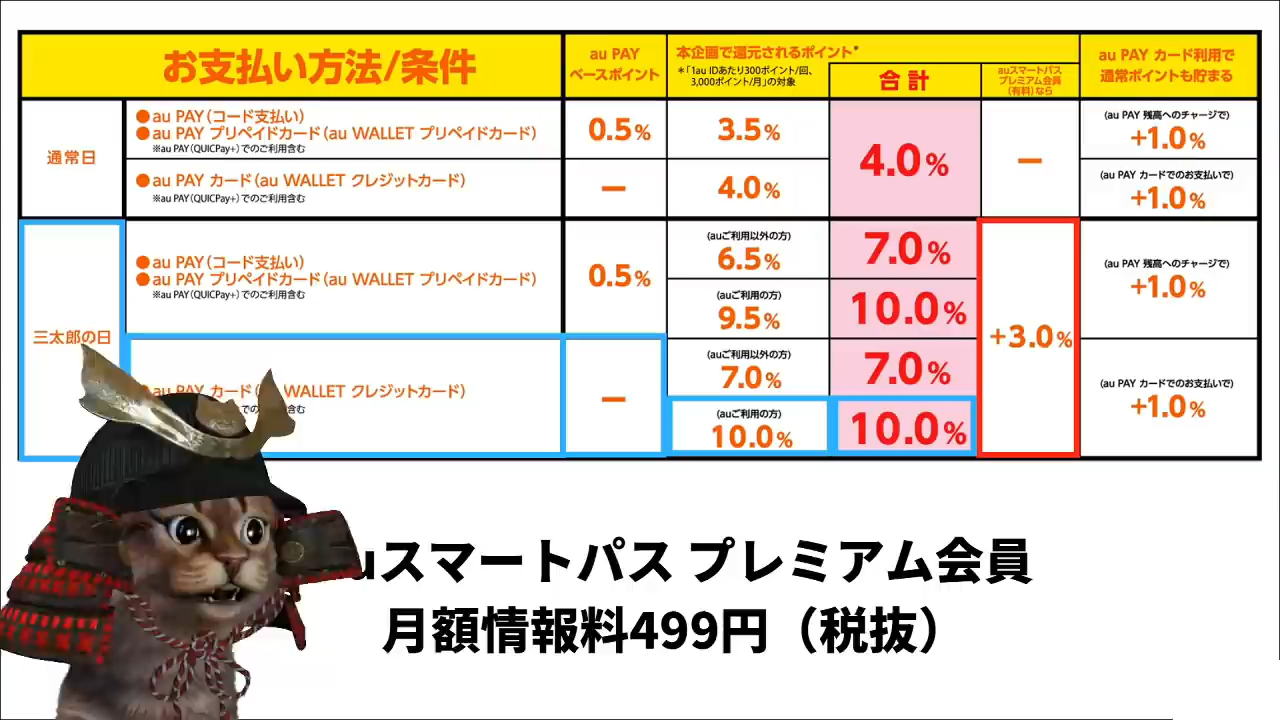 お支払い方法/条件
au PAY
ベースポイント
本企画で還元されるポイント*
*「1au IDあたり300ポイント/回、
3,000ポイント/月」の対象
合計
auスマートパス
プレミアム会員
(有料)なら
au PAY カード利用で
通常ポイントも貯まる
通常日
●au PAY(コード支払い)
●au PAY プリペイドカード(au WALLET プリペイドカード)
※au PAY(QUICPay+)でのご利用含む
0.5%
3.5%
4.0%
ー
(au PAY 残高へのチャージで)
+1.0%
●au PAY カード(au WALLET クレジットカード)
※au PAY(QUICPay+)でのご利用含む
ー
4.0%
(au PAY カードでのお支払いで)
+1.0%
三太郎の日
●au PAY(コード支払い)
●au PAY プリペイドカード(au WALLET プリペイドカード)
※au PAY(QUICPay+)でのご利用含む
0.5%
(auご利用以外の方)
6.5%
7.0%
(auご利用の方)
9.5%
10.0%
+3.0%
(au PAY 残高へのチャージで)
+1.0%
au PAY カード( WALLET クレジットカード)
含む
ー
(auご利用以外の方)
7.0%
7.0%
(auご利用の方)
10.0%
10.0%
(au PAY カードでのお支払いで)
+1.0%
uスマートパス プレミアム会員
月額情報料499円(税抜)